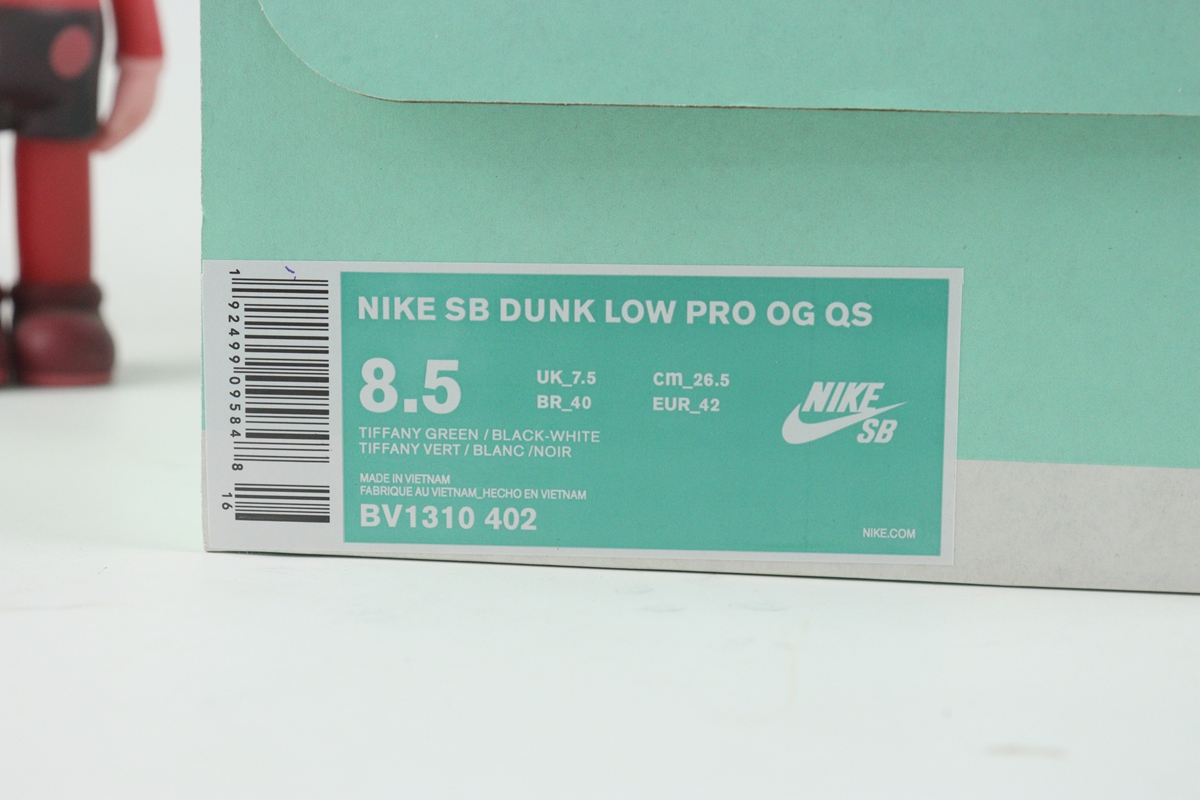 1 92499 09584 8
16
NIKE SB DUNK LOW PRO OG QS
8.5
UK_7.5 cm_26.5
BR_40 EUR_42
NIKE
SB
TIFFANY GREEN / BLACK-WHITE
TIFFANY VERT / BLANC /NOIR
MADE IN VIETNAM
FABRIQUE AU VIETNAM_HECHO EN VIETNAM
BV1310 402
NIKE.COM